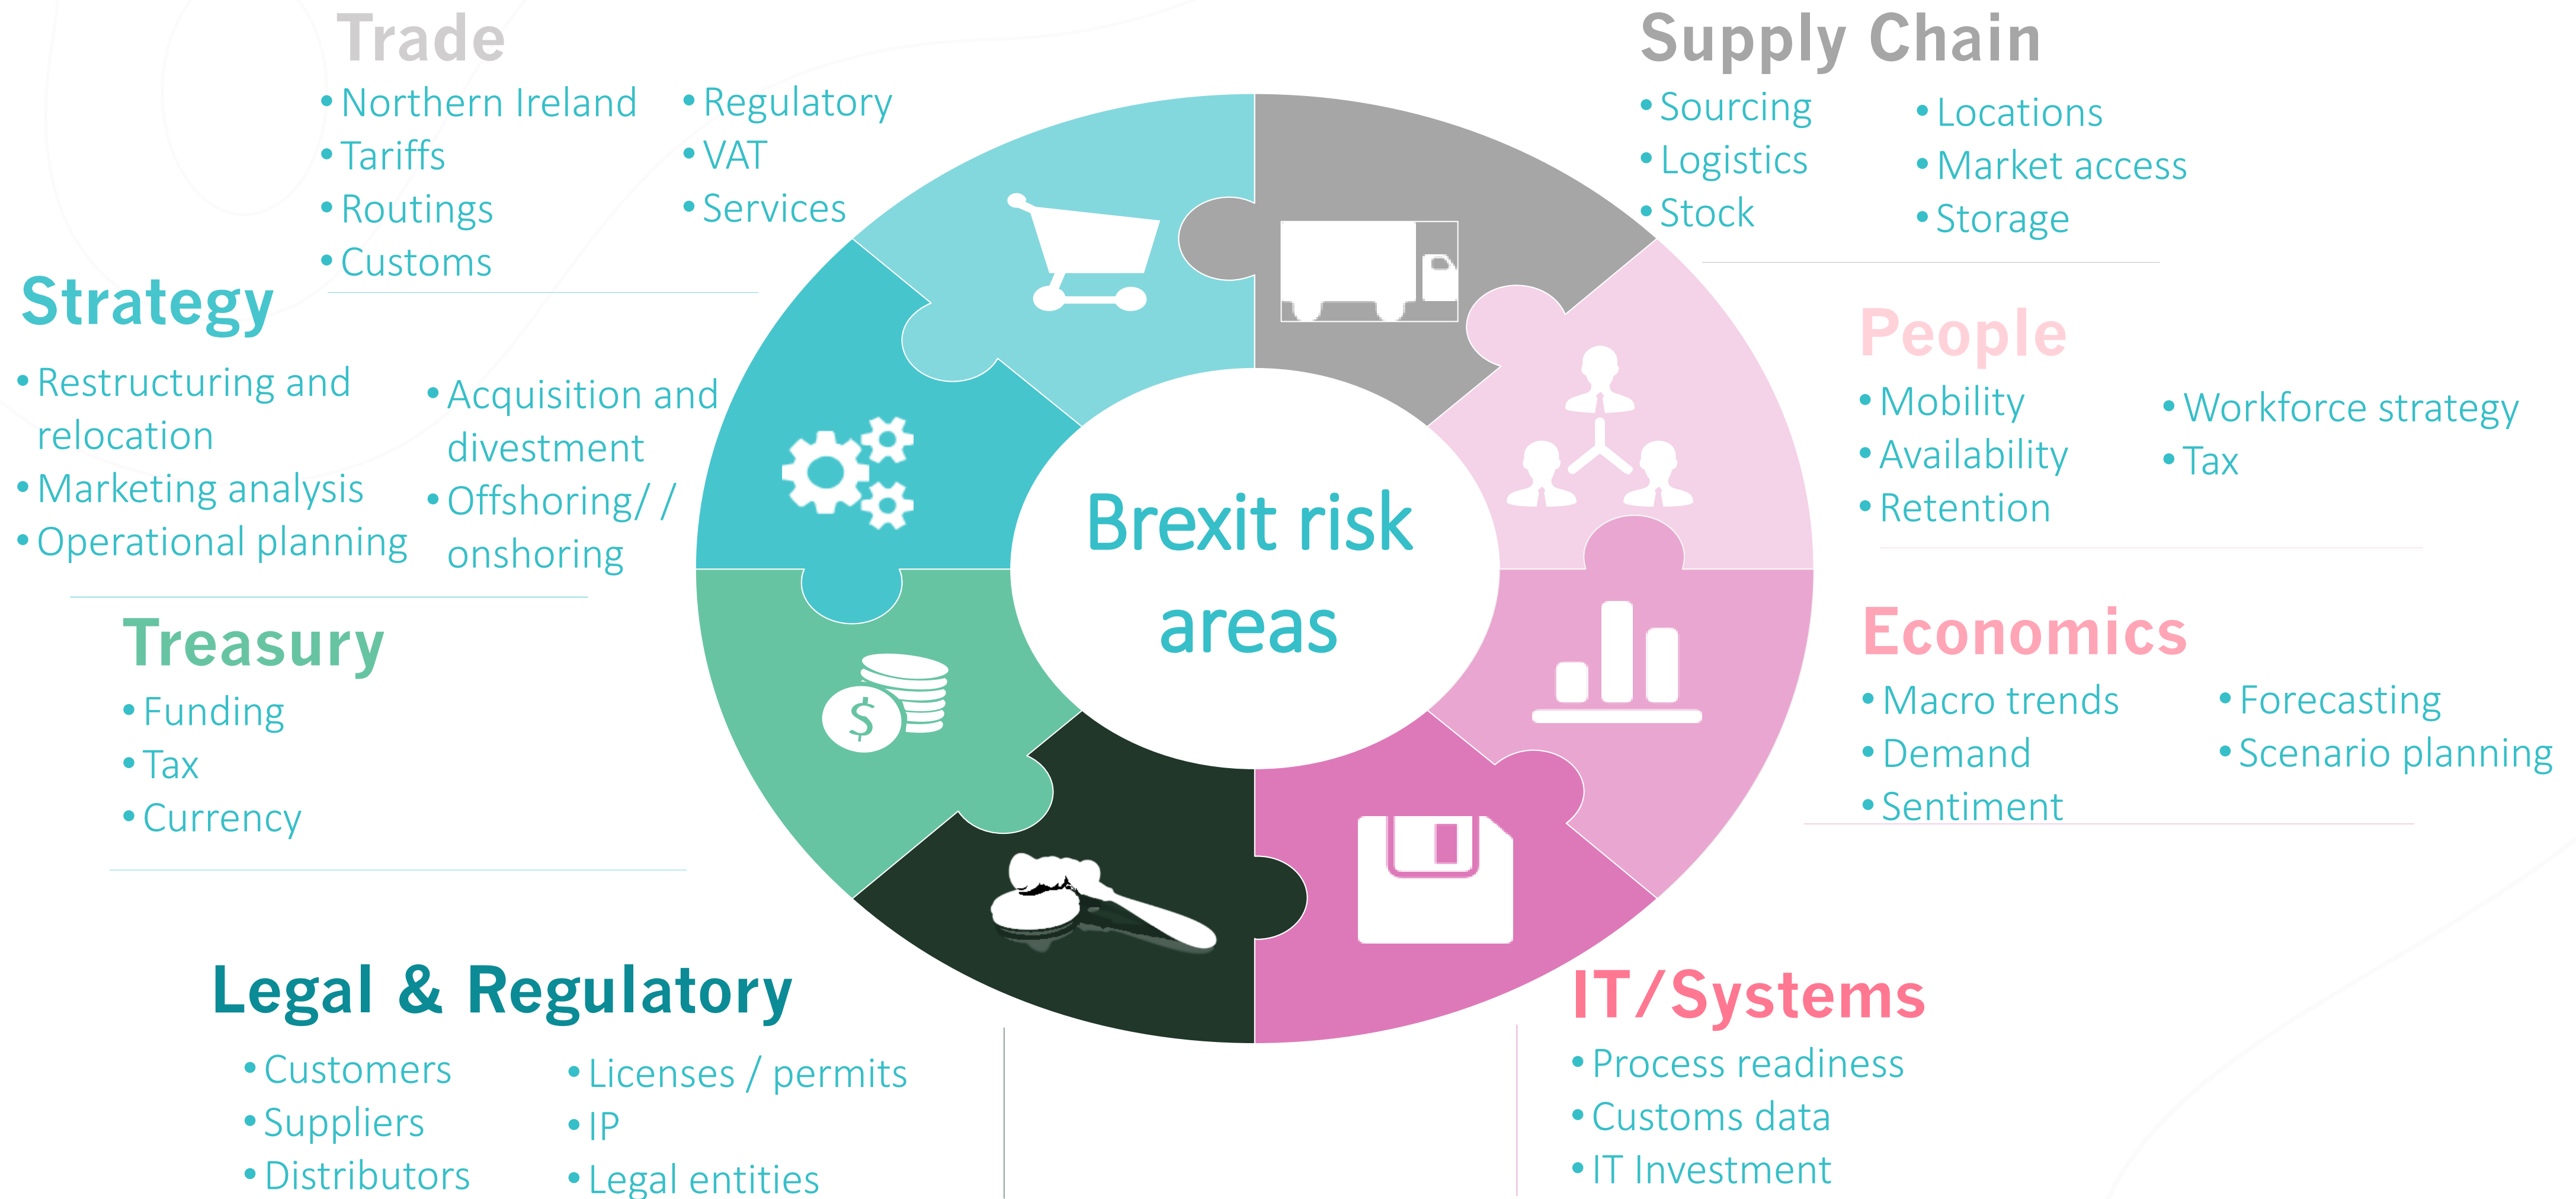 Trade
• Northern Ireland
• Tariffs
• Routings
• Customs
• Regulatory
• VAT
• Services
Supply Chain
• Sourcing
• Logistics
• Stock
• Locations
• Market access
• Storage
Strategy
• Restructuring and
relocation
• Marketing analysis
• Operational planning
• Acquisition and
divestment
• Offshoring/ /
onshoring
People
• Mobility
• Availability
• Retention
• Workforce strategy
• Tax
Brexit risk
areas
Treasury
• Funding
• Tax
• Currency
$
Economics
• Macro trends
• Demand
• Sentiment
• Forecasting
• Scenario planning
Legal & Regulatory
• Customers
• Suppliers
• Distributors
• Licenses / permits
• IP
• Legal entities
IT/Systems
• Process readiness
• Customs data
• IT Investment